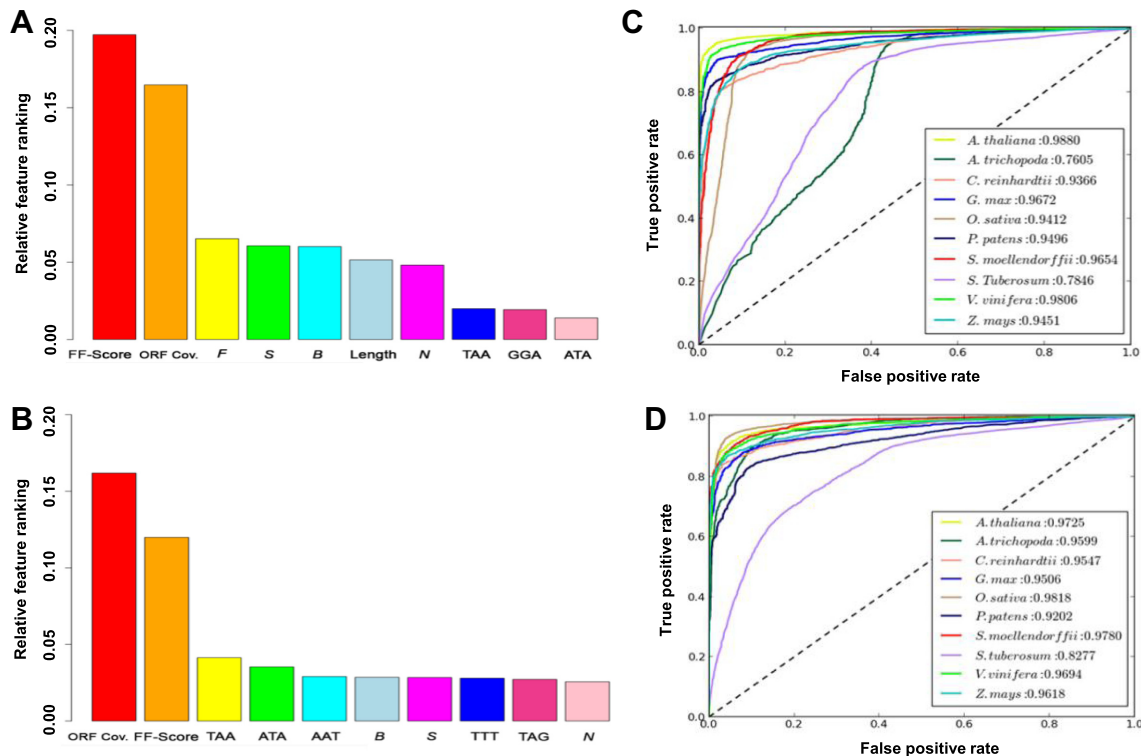 A
Relative feature ranking
0.20
0.15
0.10
0.05
0.00
FF-Score ORF Cov. F S B Length N TAA GGA ATA
B
Relative feature ranking
0.20
0.15
0.10
0.05
0.00
ORF Cov. FF-Score TAA ATA AAT B S TTT TAG N
C
True positive rate
1.0
0.8
0.6
0.4
0.2
0.0
A. thaliana :0.9880
A. trichopoda :0.7605
C. reinhardtii :0.9366
G. max :0.9672
O. sativa :0.9412
P. patens :0.9496
S. moellendorffii :0.9654
S. Tuberosum :0.7846
V. vinifera :0.9806
Z. mays :0.9451
0.0 0.2 0.4 0.6 0.8 1.0
False positive rate
D
True positive rate
1.0
0.8
0.6
0.4
0.2
0.0
A. thaliana :0.9725
A. trichopoda :0.9599
C. reinhardtii :0.9547
G. max :0.9506
O. sativa :0.9818
P. patens :0.9202
S. moellendorffii :0.9780
S. tuberosum :0.8277
V. vinifera :0.9694
Z. mays :0.9618
0.0 0.2 0.4 0.6 0.8 1.0
False positive rate